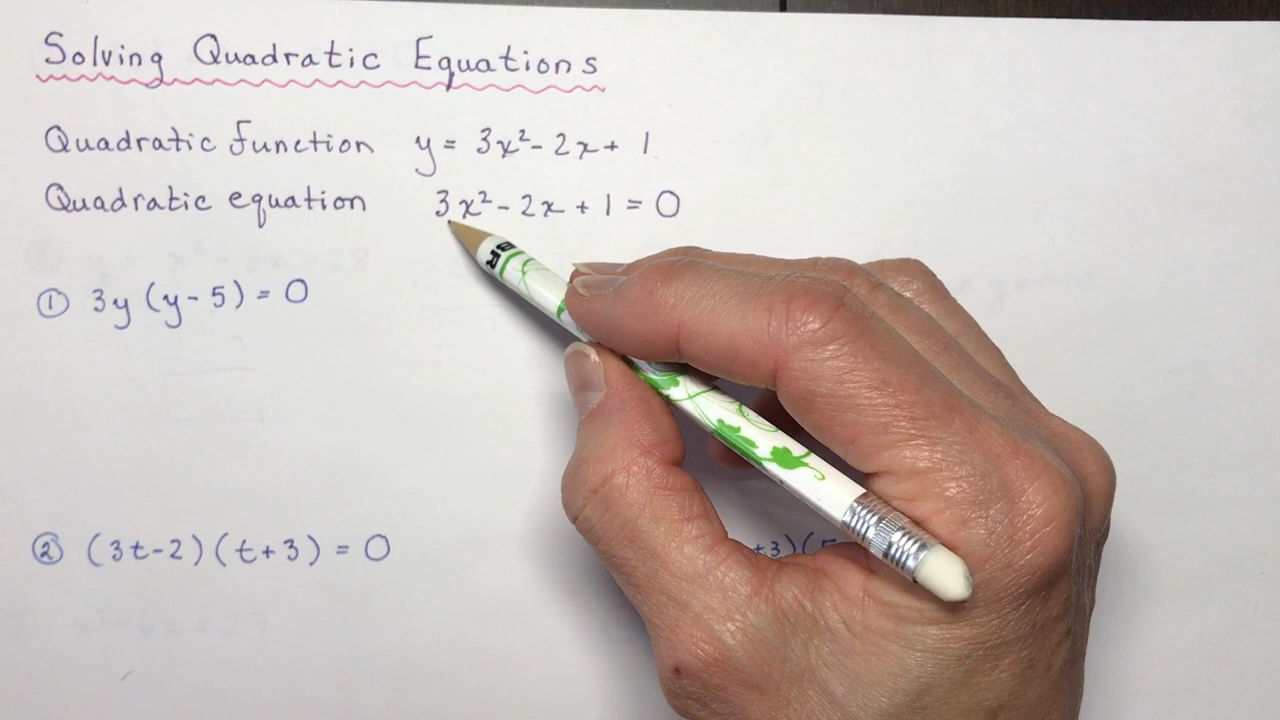 Solving Quadratic Equations
Quadratic function y = 3x² - 2x + 1
Quadratic equation 3x² - 2x + 1 = 0
BR
① 3y (y - 5) = 0
② (3t - 2)(t + 3) = 0